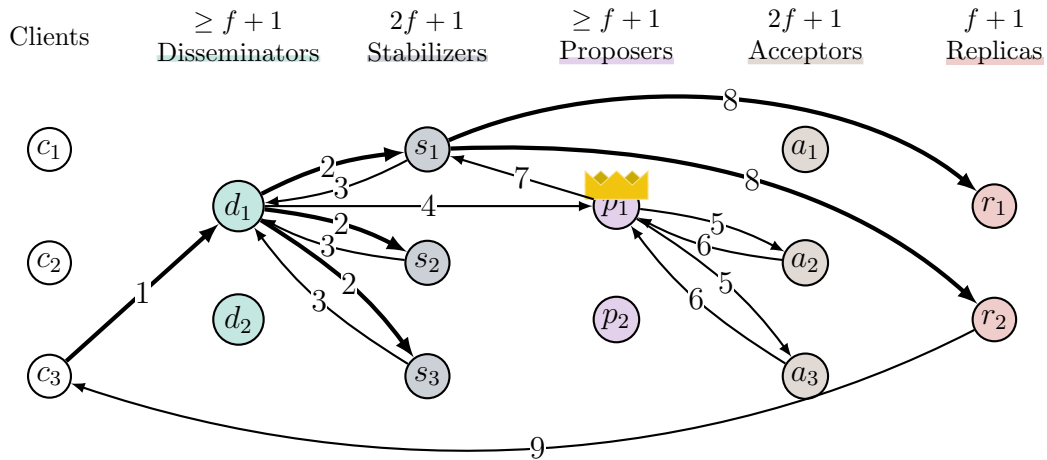 Clients
≥ f + 1
Disseminators
2f + 1
Stabilizers
≥ f + 1
Proposers
2f + 1
Acceptors
f + 1
Replicas
8
c₁ s₁ a₁
2
3
7
8
d₁ 4 p₁ r₁
2
5
3
6
c₂ s₂ a₂
1
2
5
3
6
d₂ p₂ r₂
c₃ s₃ a₃
9